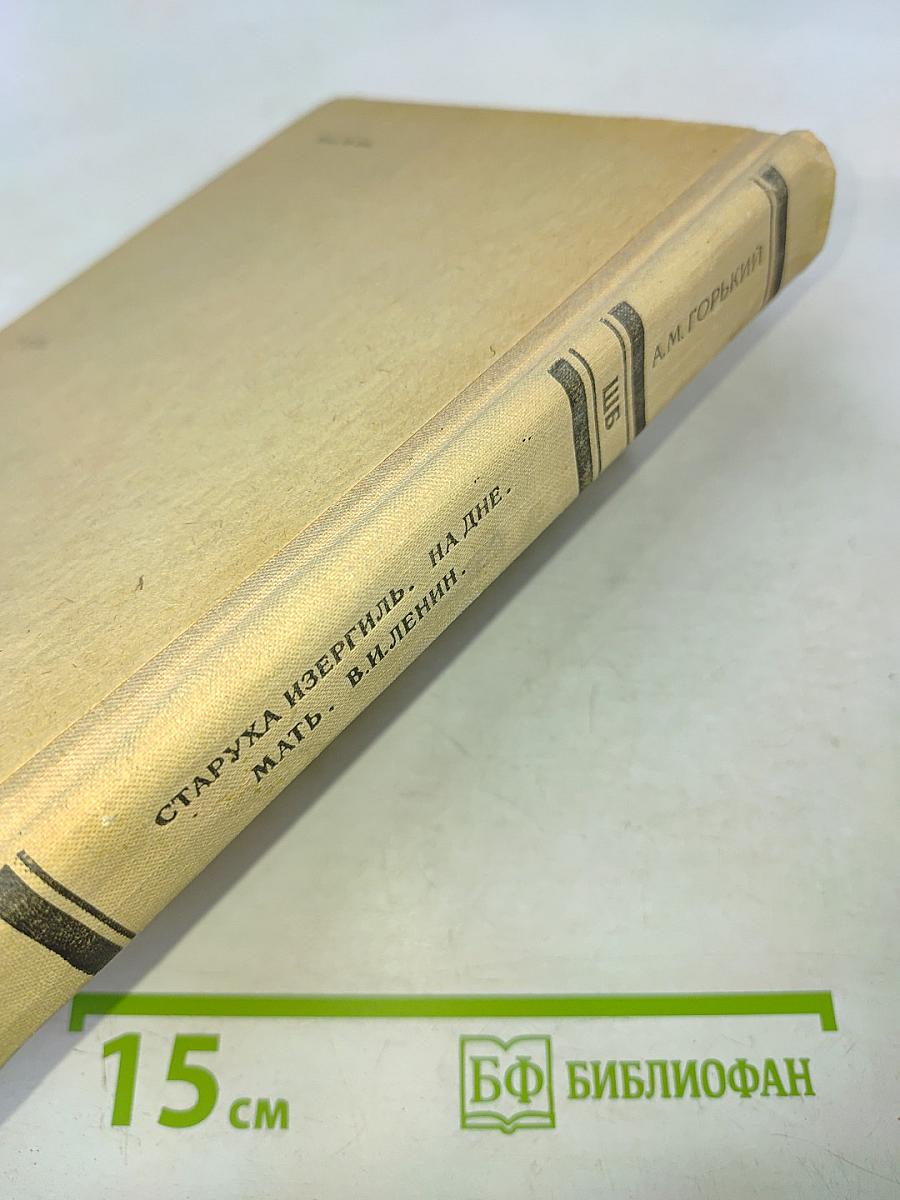 А.М. ГОРЬКИЙ
ШБ
СТАРУХА ИЗЕРГИЛЬ. НА ДНЕ.
МАТЬ. В.И.ЛЕНИН.
15 см
БФ БИБЛИОФАН